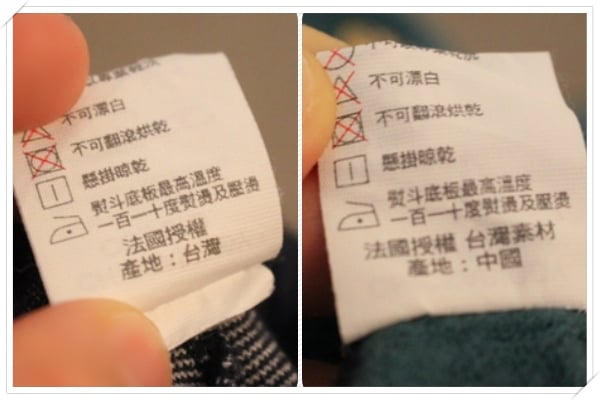 不可漂白
不可翻滾烘乾
懸掛晾乾
熨斗底板最高溫度
一百一十度熨燙及壓燙
法國授權
產地：台灣
不可漂白
不可翻滾烘乾
懸掛晾乾
熨斗底板最高溫度
一百一十度熨燙及壓燙
法國授權 台灣素材
產地：中國